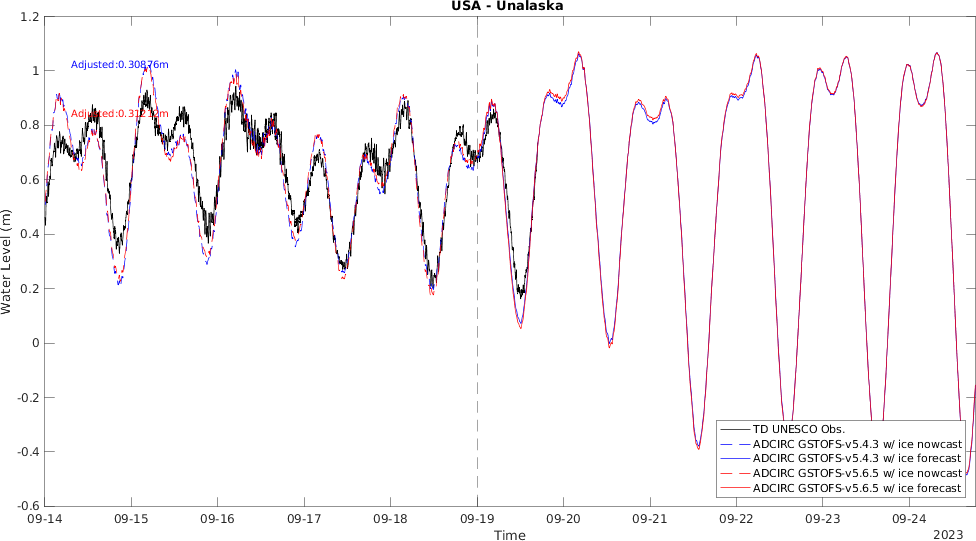 USA - Unalaska
1.2
1
0.8
0.6
0.4
0.2
0
-0.2
-0.4
-0.6
Water Level (m)
Adjusted:0.30876m
Adjusted:0.31212m
TD UNESCO Obs.
ADCIRC GSTOFS-v5.4.3 w/ ice nowcast
ADCIRC GSTOFS-v5.4.3 w/ ice forecast
ADCIRC GSTOFS-v5.6.5 w/ ice nowcast
ADCIRC GSTOFS-v5.6.5 w/ ice forecast
09-14 09-15 09-16 09-17 09-18 09-19 09-20 09-21 09-22 09-23 09-24
Time
2023